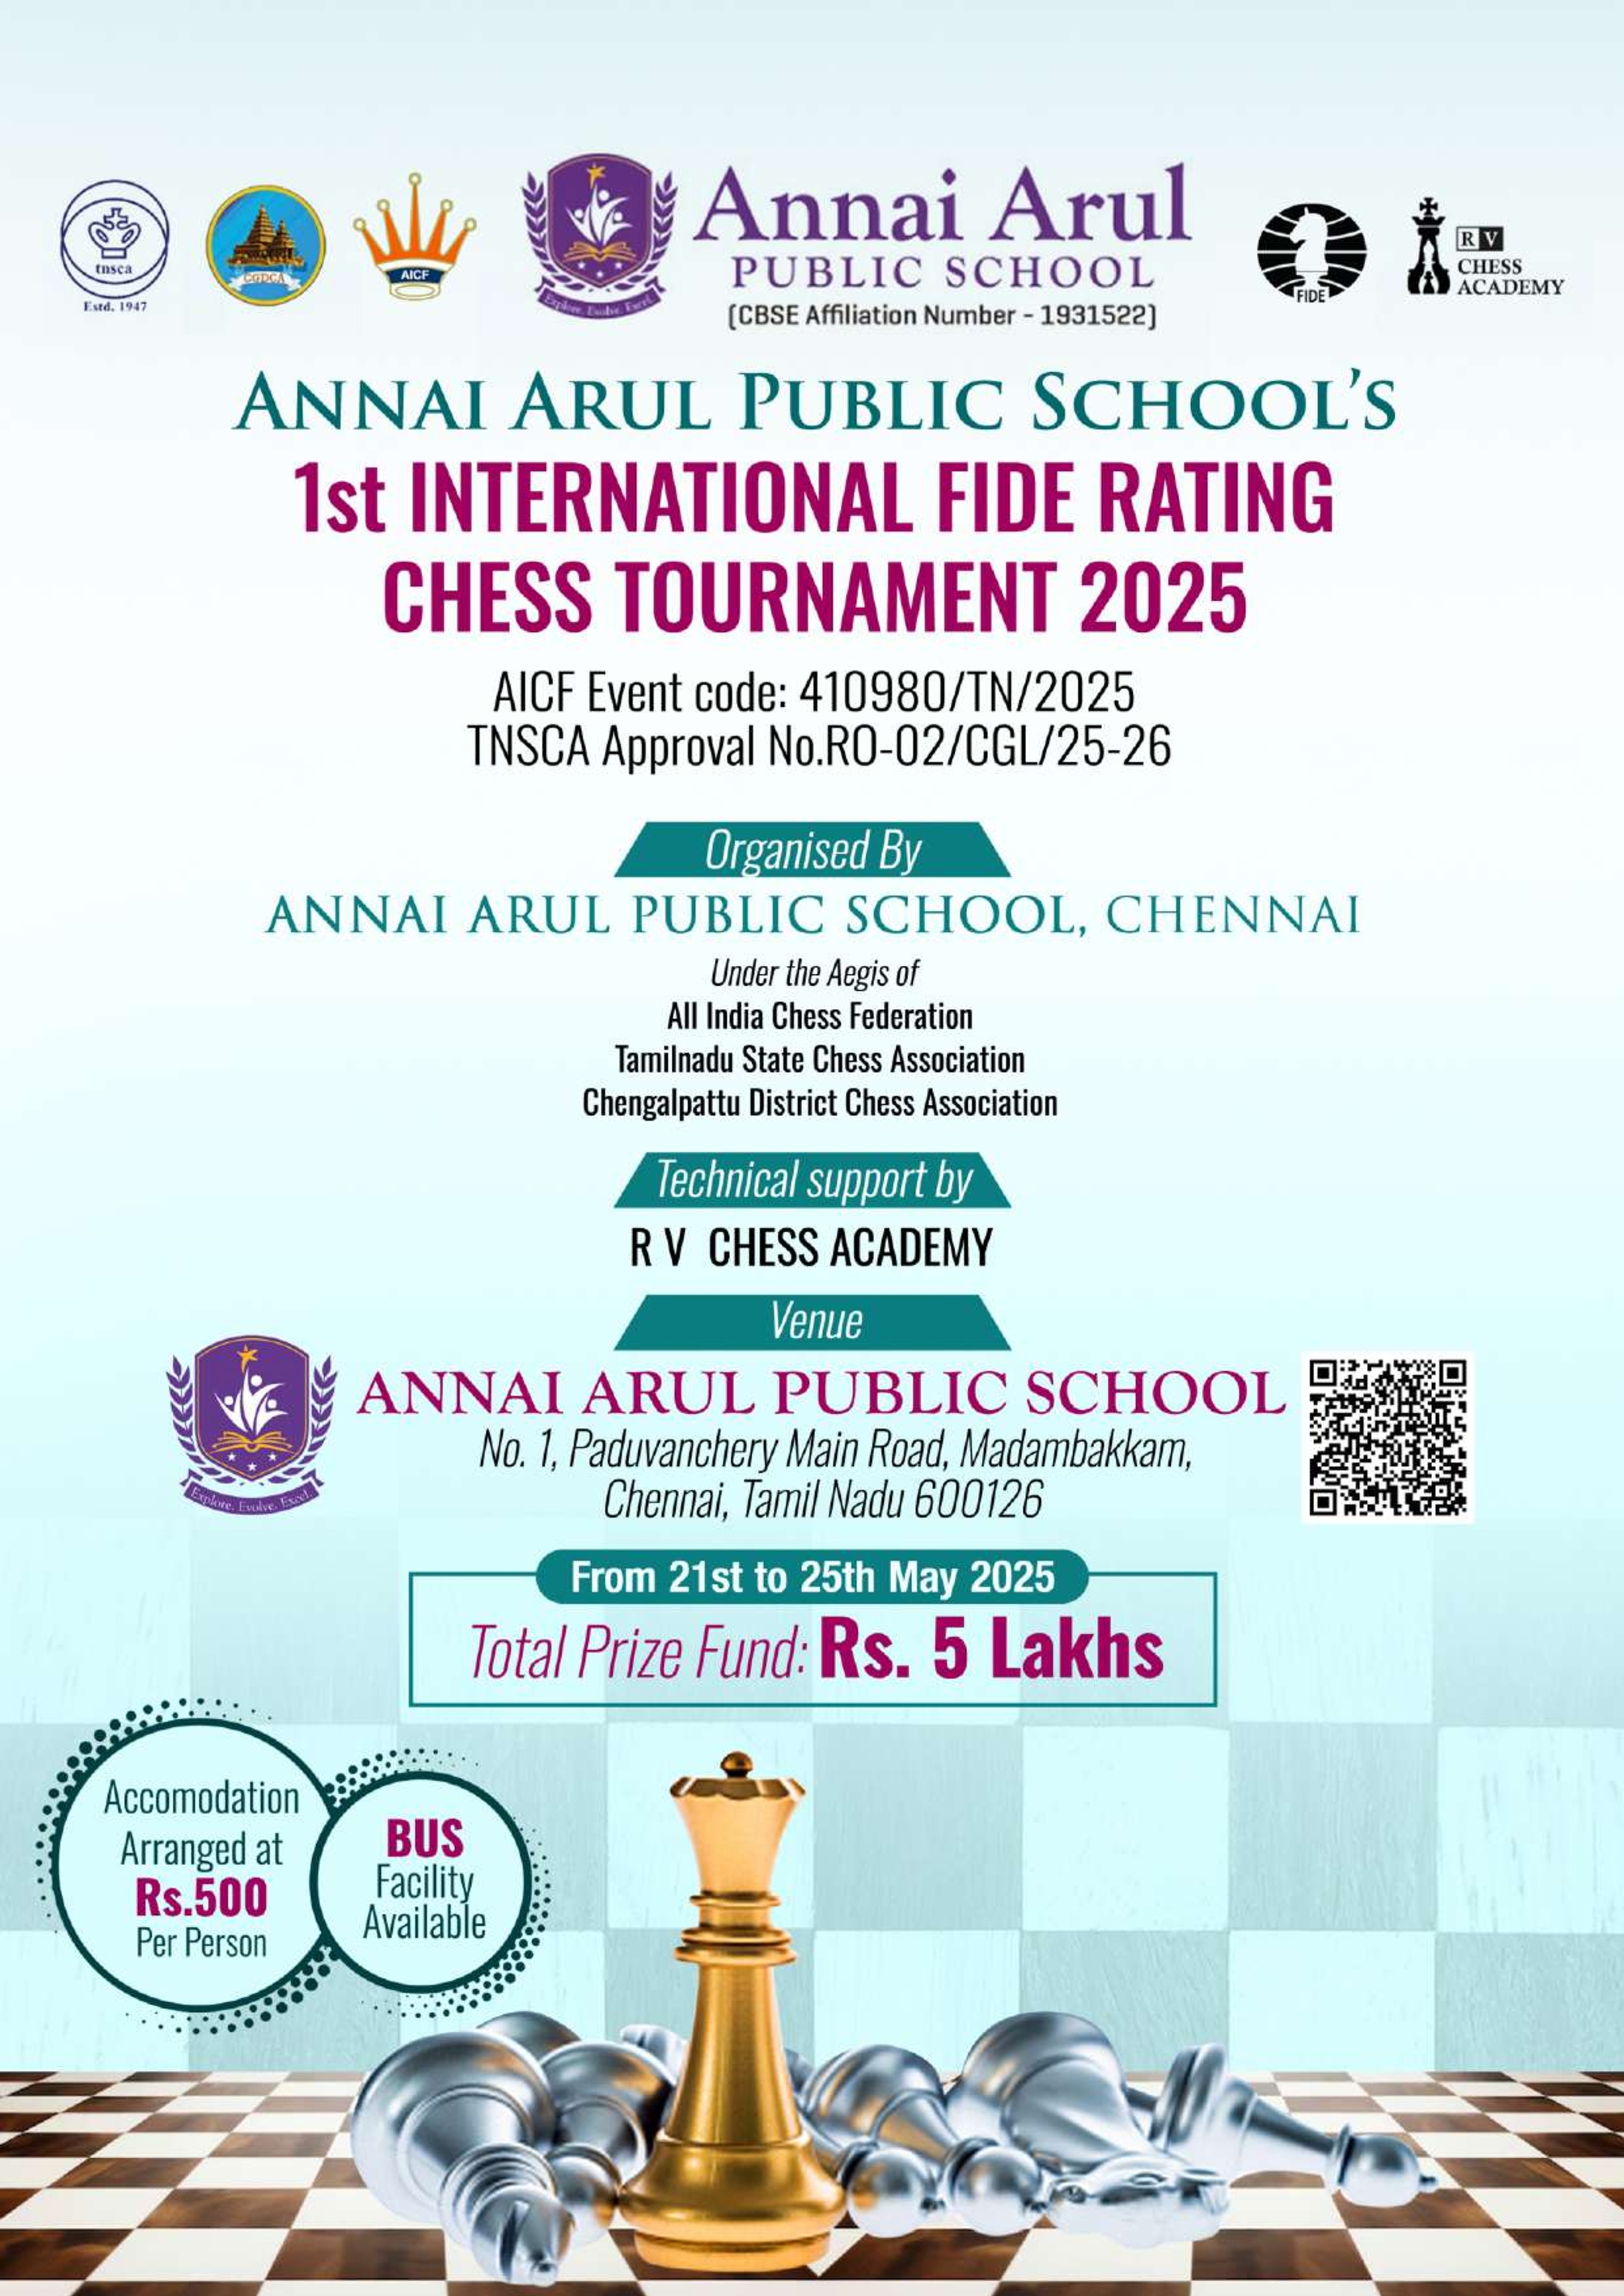 tnsca
Estd. 1947
CGDCA
AICF
Explore. Evolve. Excel.
Annai Arul
PUBLIC SCHOOL
(CBSE Affiliation Number - 1931522)
FIDE
R V
CHESS
ACADEMY
ANNAI ARUL PUBLIC SCHOOL'S
1st INTERNATIONAL FIDE RATING
CHESS TOURNAMENT 2025
AICF Event code: 410980/TN/2025
TNSCA Approval No.RO-02/CGL/25-26
Organised By
ANNAI ARUL PUBLIC SCHOOL, CHENNAI
Under the Aegis of
All India Chess Federation
Tamilnadu State Chess Association
Chengalpattu District Chess Association
Technical support by
R V CHESS ACADEMY
Venue
ANNAI ARUL PUBLIC SCHOOL
No. 1, Paduvanchery Main Road, Madambakkam,
Chennai, Tamil Nadu 600126
Explore. Evolve. Excel.
From 21st to 25th May 2025
Total Prize Fund: Rs. 5 Lakhs
Accomodation
Arranged at
Rs.500
Per Person
BUS
Facility
Available